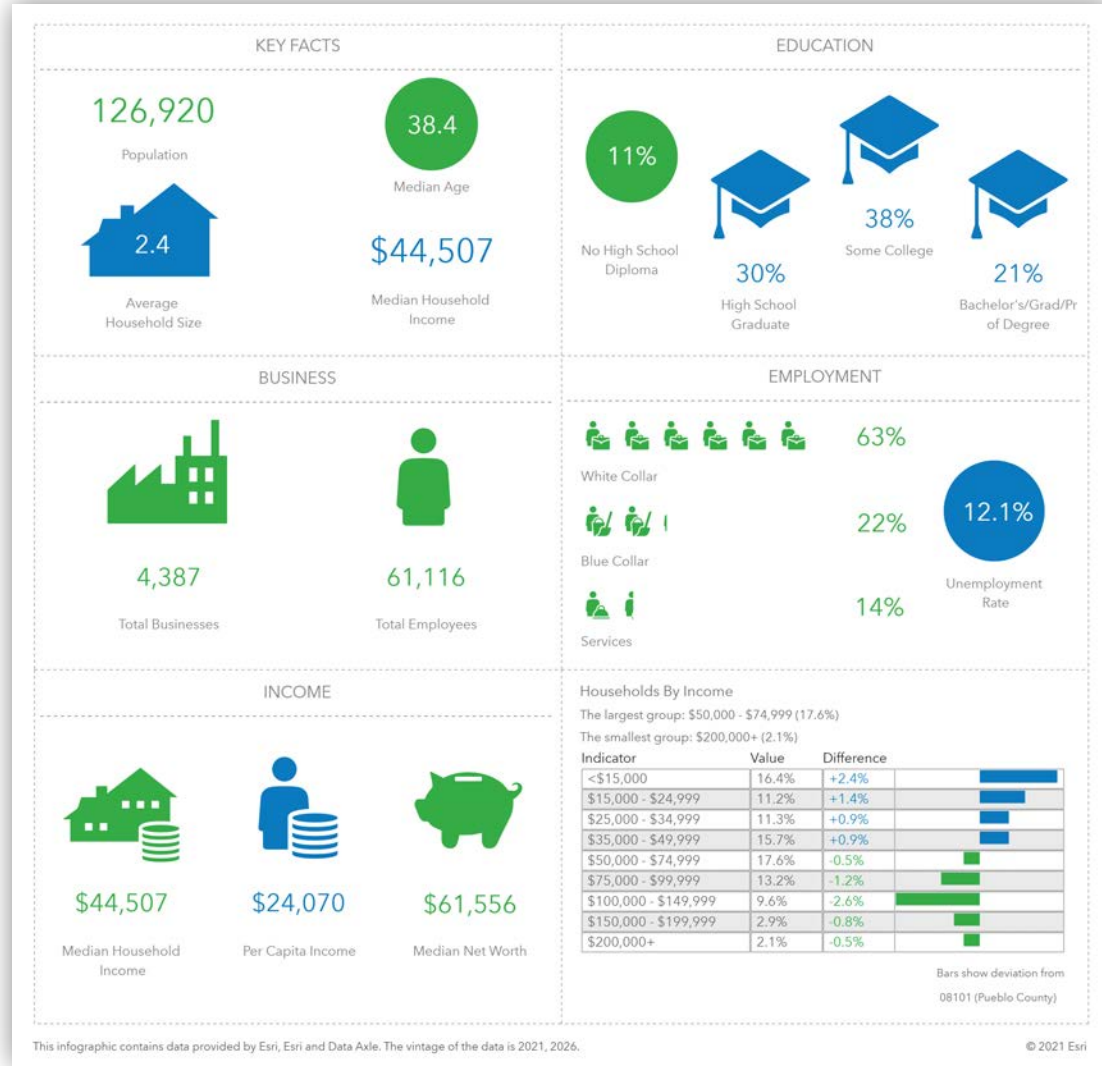 KEY FACTS
126,920
Population
38.4
Median Age
2.4
Average
Household Size
$44,507
Median Household
Income
EDUCATION
11%
No High School
Diploma
30%
High School
Graduate
38%
Some College
21%
Bachelor's/Grad/Pr
of Degree
BUSINESS
4,387
Total Businesses
61,116
Total Employees
EMPLOYMENT
63%
White Collar
22%
Blue Collar
14%
Services
12.1%
Unemployment
Rate
INCOME
$44,507
Median Household
Income
$24,070
Per Capita Income
$61,556
Median Net Worth
Households By Income
The largest group: $50,000 - $74,999 (17.6%)
The smallest group: $200,000+ (2.1%)
Indicator Value Difference
<$15,000 16.4% +2.4%
$15,000 - $24,999 11.2% +1.4%
$25,000 - $34,999 11.3% +0.9%
$35,000 - $49,999 15.7% +0.9%
$50,000 - $74,999 17.6% -0.5%
$75,000 - $99,999 13.2% -1.2%
$100,000 - $149,999 9.6% -2.6%
$150,000 - $199,999 2.9% -0.8%
$200,000+ 2.1% -0.5%
Bars show deviation from
08101 (Pueblo County)
This infographic contains data provided by Esri, Esri and Data Axle. The vintage of the data is 2021, 2026.
© 2021 Esri